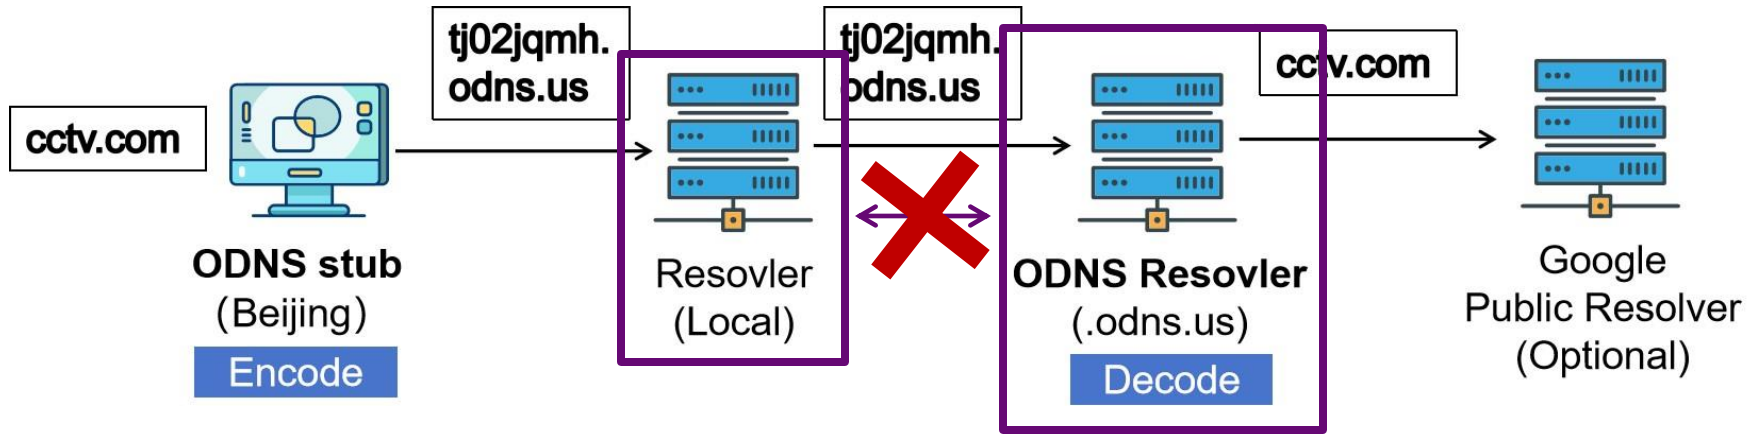 cctv.com
ODNS stub
(Beijing)
Encode
tj02jqmh.
odns.us
Resovler
(Local)
tj02jqmh.
odns.us
ODNS Resovler
(.odns.us)
Decode
cctv.com
Google
Public Resolver
(Optional)